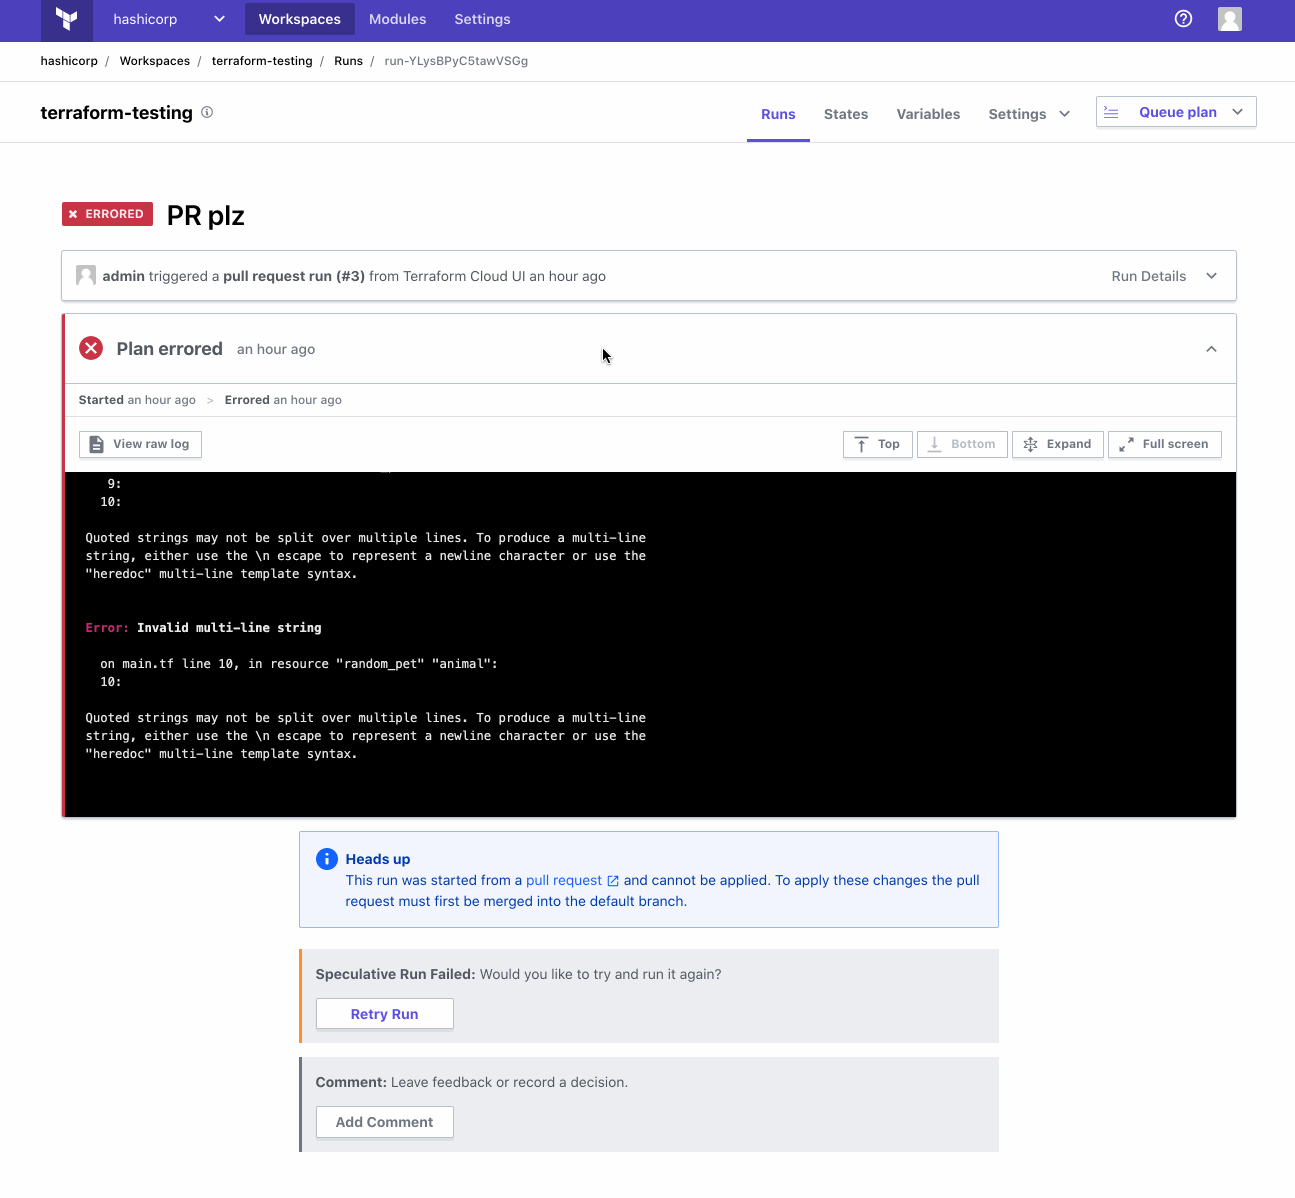 hashicorp Workspaces Modules Settings
hashicorp / Workspaces / terraform-testing / Runs / run-YLysBPyC5tawVSGg
terraform-testing Runs States Variables Settings Queue plan
ERRORED PR plz
admin triggered a pull request run (#3) from Terraform Cloud UI an hour ago Run Details
Plan errored an hour ago
Started an hour ago > Errored an hour ago
View raw log Top Bottom Expand Full screen
9:
10:
Quoted strings may not be split over multiple lines. To produce a multi-line
string, either use the \n escape to represent a newline character or use the
"heredoc" multi-line template syntax.
Error: Invalid multi-line string
on main.tf line 10, in resource "random_pet" "animal":
10:
Quoted strings may not be split over multiple lines. To produce a multi-line
string, either use the \n escape to represent a newline character or use the
"heredoc" multi-line template syntax.
Heads up
This run was started from a pull request and cannot be applied. To apply these changes the pull
request must first be merged into the default branch.
Speculative Run Failed: Would you like to try and run it again?
Retry Run
Comment: Leave feedback or record a decision.
Add Comment